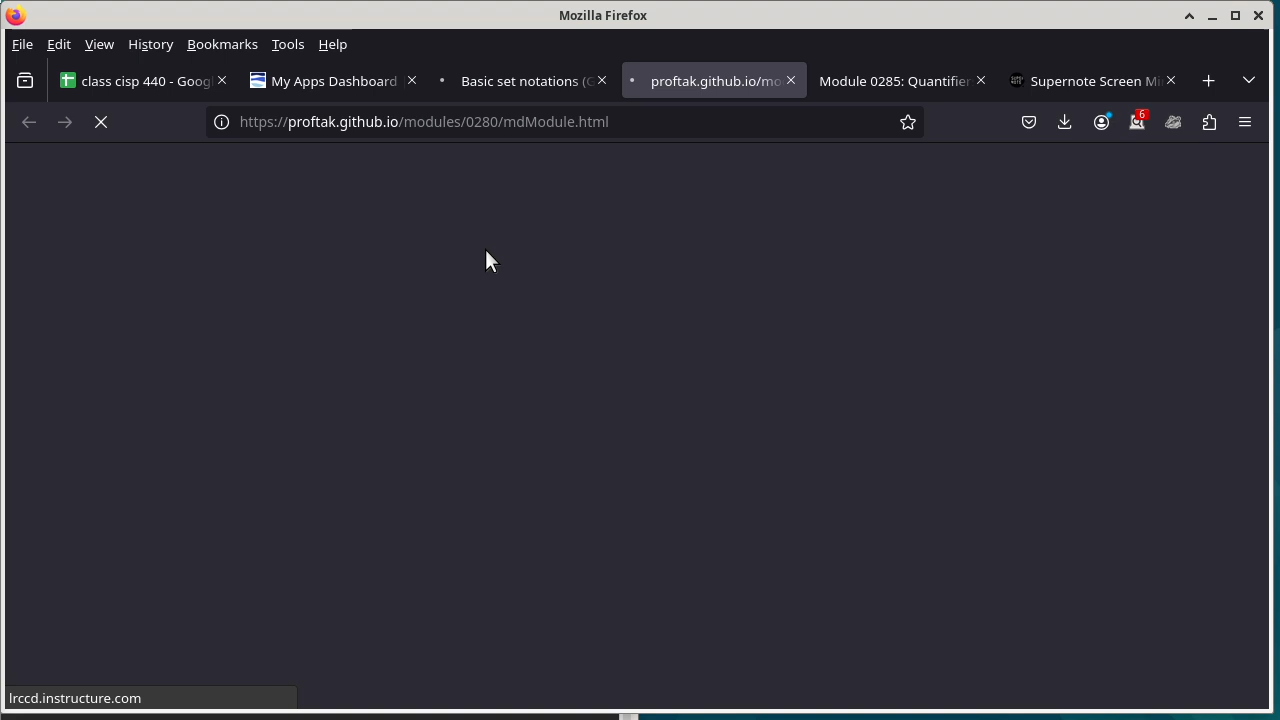 Mozilla Firefox
File Edit View History Bookmarks Tools Help
class cisp 440 - Googl
My Apps Dashboard
Basic set notations (C
proftak.github.io/mo
Module 0285: Quantifier
Supernote Screen Mi
https://proftak.github.io/modules/0280/mdModule.html
6
lrccd.instructure.com